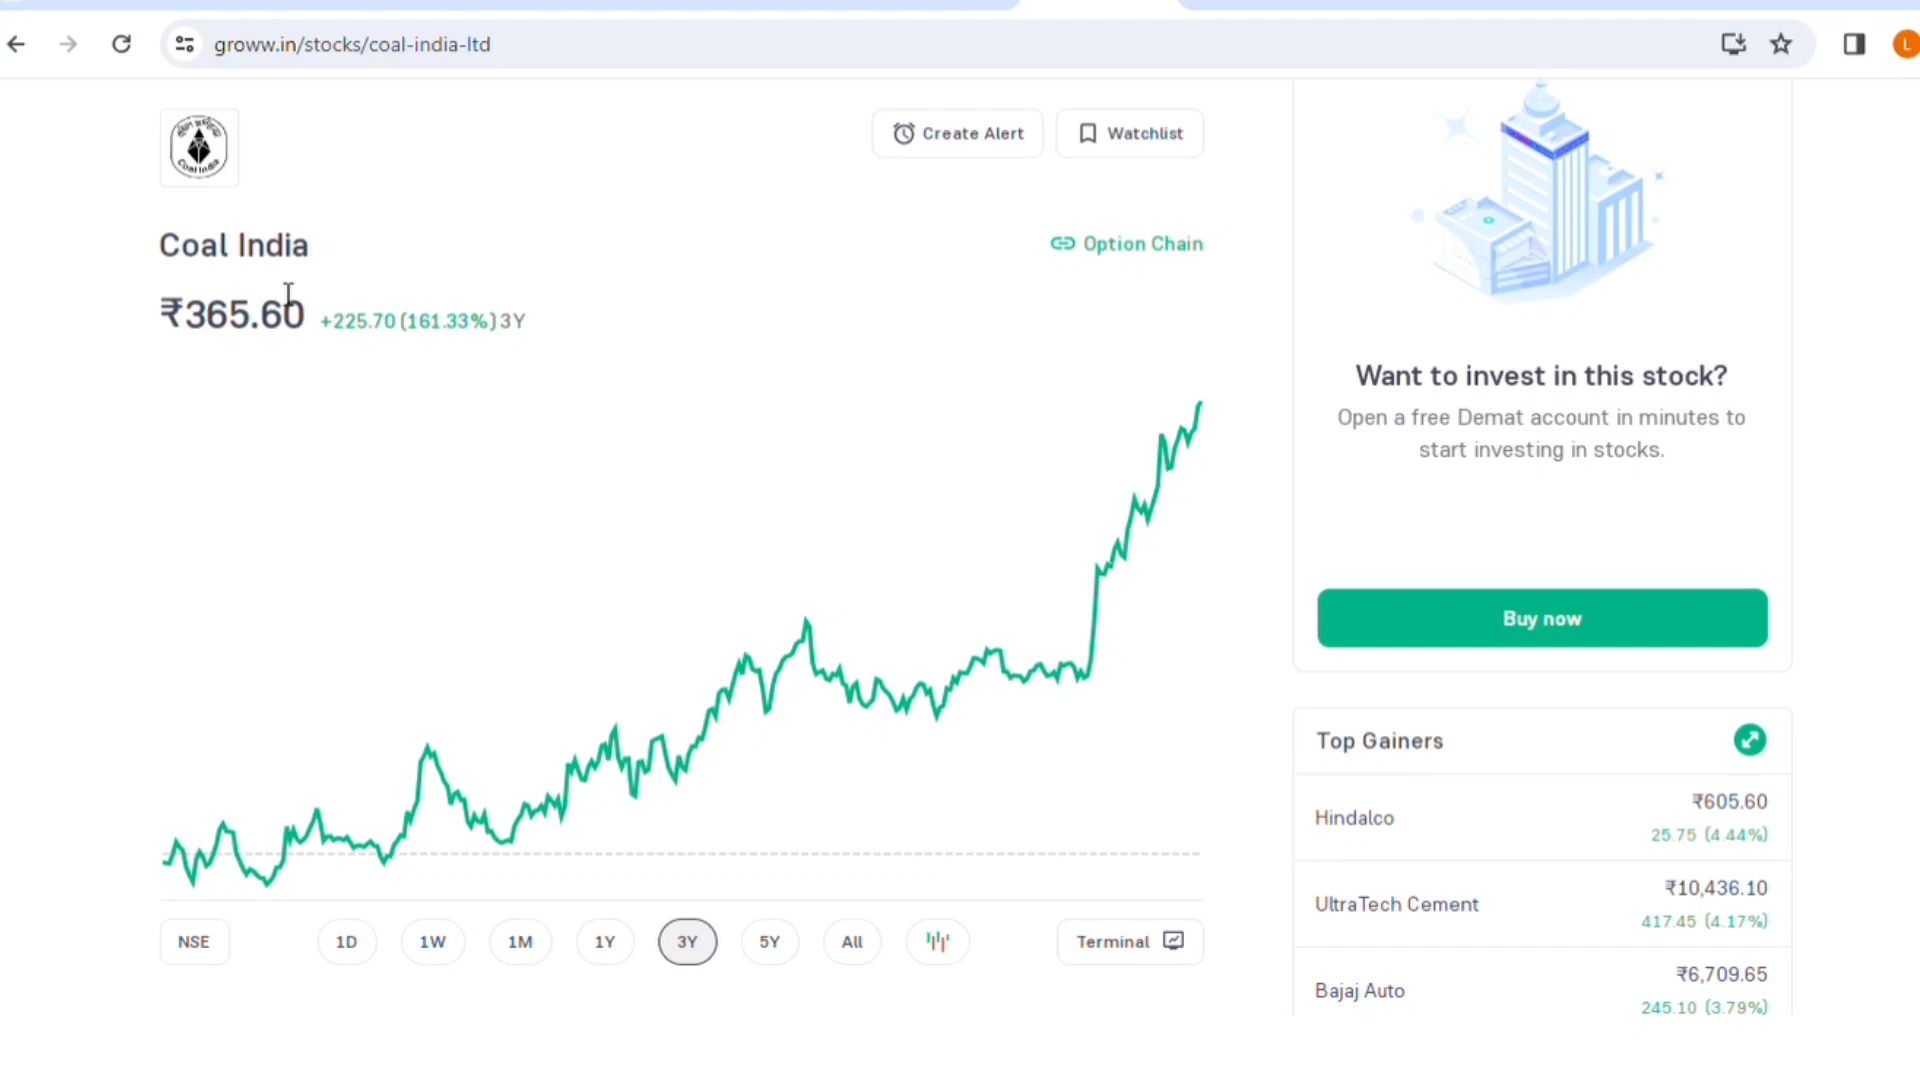 groww.in/stocks/coal-india-ltd
L
Coal India
Create Alert
Watchlist
Coal India
Option Chain
₹365.60 +225.70 (161.33%) 3Y
NSE 1D 1W 1M 1Y 3Y 5Y All
Terminal
Want to invest in this stock?
Open a free Demat account in minutes to
start investing in stocks.
Buy now
Top Gainers
Hindalco ₹605.60
25.75 (4.44%)
UltraTech Cement ₹10,436.10
417.45 (4.17%)
Bajaj Auto ₹6,709.65
245.10 (3.79%)